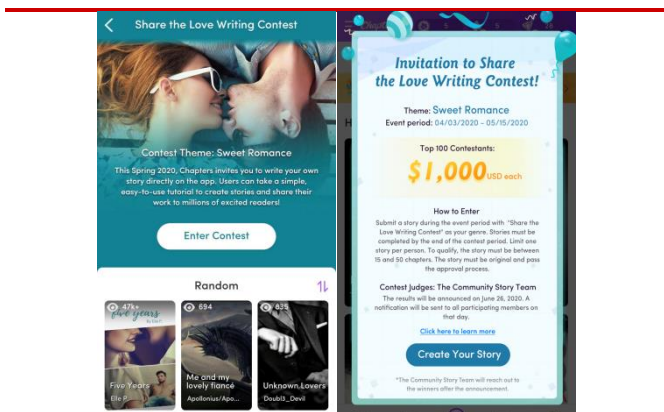 Share the Love Writing Contest
Contest Theme: Sweet Romance
This Spring 2020, Chapters invites you to write your own
story directly on the app. Users can take a simple,
easy-to-use tutorial to create stories and share their
work to millions of excited readers!
Enter Contest
Random
47k+
five years
Five Years
Elle P.
694
Me and my
lovely fiancé
Apollonius/Apo...
835
Unknown Lovers
Doubl3_Devil
Invitation to Share
the Love Writing Contest!
Theme: Sweet Romance
Event period: 04/03/2020 - 05/15/2020
Top 100 Contestants:
$1,000 USD each
How to Enter
Submit a story during the event period with "Share the
Love Writing Contest" as your genre. Stories must be
completed by the end of the contest period. Limit one
story per person. To qualify, the story must be between
15 and 50 chapters. The story must be original and pass
the approval process.
Contest Judges: The Community Story Team
The results will be announced on June 26, 2020. A
notification will be sent to all participating members on
that day.
Click here to learn more
Create Your Story
*The Community Story Team will reach out to
the winners after the announcement.